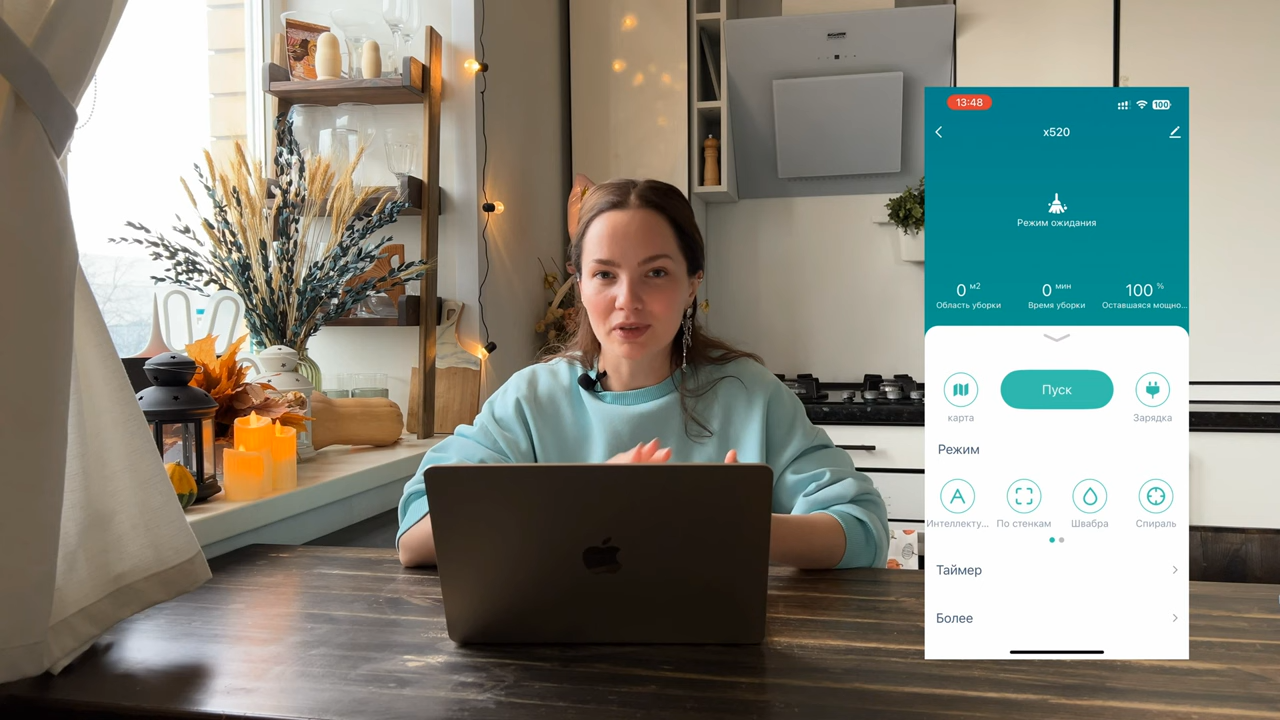 13:48
100
x520
Режим ожидания
0 м2
0 мин
100 %
Область уборки
Время уборки
Оставшаяся мощно...
Пуск
карта
Зарядка
Режим
Интеллекту...
По стенкам
Швабра
Спираль
Таймер
Более